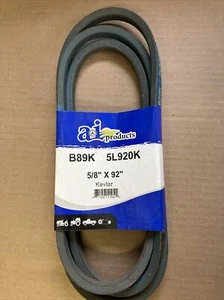 a&i
products
B89K 5L920K
5/8" X 92"
Kevlar